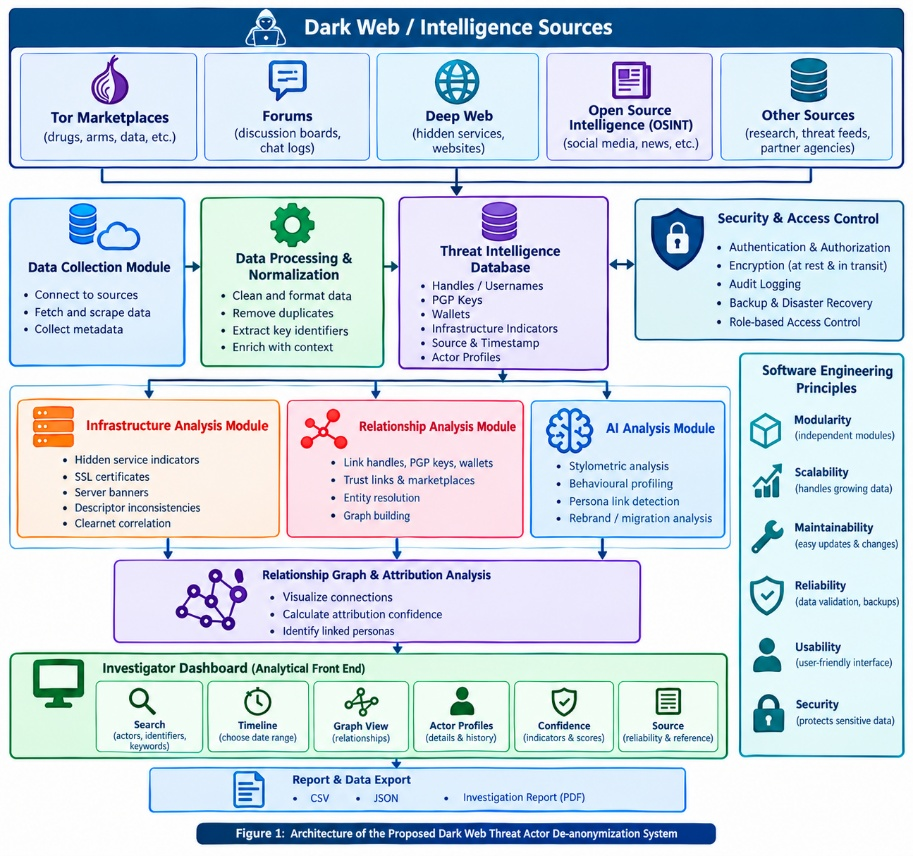 Dark Web / Intelligence Sources
Tor Marketplaces
(drugs, arms, data, etc.)
Forums
(discussion boards,
chat logs)
Deep Web
(hidden services,
websites)
Open Source
Intelligence (OSINT)
(social media, news, etc.)
Other Sources
(research, threat feeds,
partner agencies)
Data Collection Module
• Connect to sources
• Fetch and scrape data
• Collect metadata
Data Processing &
Normalization
• Clean and format data
• Remove duplicates
• Extract key identifiers
• Enrich with context
Threat Intelligence
Database
• Handles / Usernames
• PGP Keys
• Wallets
• Infrastructure Indicators
• Source & Timestamp
• Actor Profiles
Security & Access Control
• Authentication & Authorization
• Encryption (at rest & in transit)
• Audit Logging
• Backup & Disaster Recovery
• Role-based Access Control
Infrastructure Analysis Module
• Hidden service indicators
• SSL certificates
• Server banners
• Descriptor inconsistencies
• Clearnet correlation
Relationship Analysis Module
• Link handles, PGP keys, wallets
• Trust links & marketplaces
• Entity resolution
• Graph building
AI Analysis Module
• Stylometric analysis
• Behavioural profiling
• Persona link detection
• Rebrand / migration analysis
Software Engineering
Principles
Modularity
(independent modules)
Scalability
(handles growing data)
Maintainability
(easy updates & changes)
Reliability
(data validation, backups)
Usability
(user-friendly interface)
Security
(protects sensitive data)
Relationship Graph & Attribution Analysis
• Visualize connections
• Calculate attribution confidence
• Identify linked personas
Investigator Dashboard (Analytical Front End)
Search
(actors, identifiers,
keywords)
Timeline
(choose date range)
Graph View
(relationships)
Actor Profiles
(details & history)
Confidence
(indicators & scores)
Source
(reliability & reference)
Report & Data Export
• CSV • JSON • Investigation Report (PDF)
Figure 1: Architecture of the Proposed Dark Web Threat Actor De-anonymization System